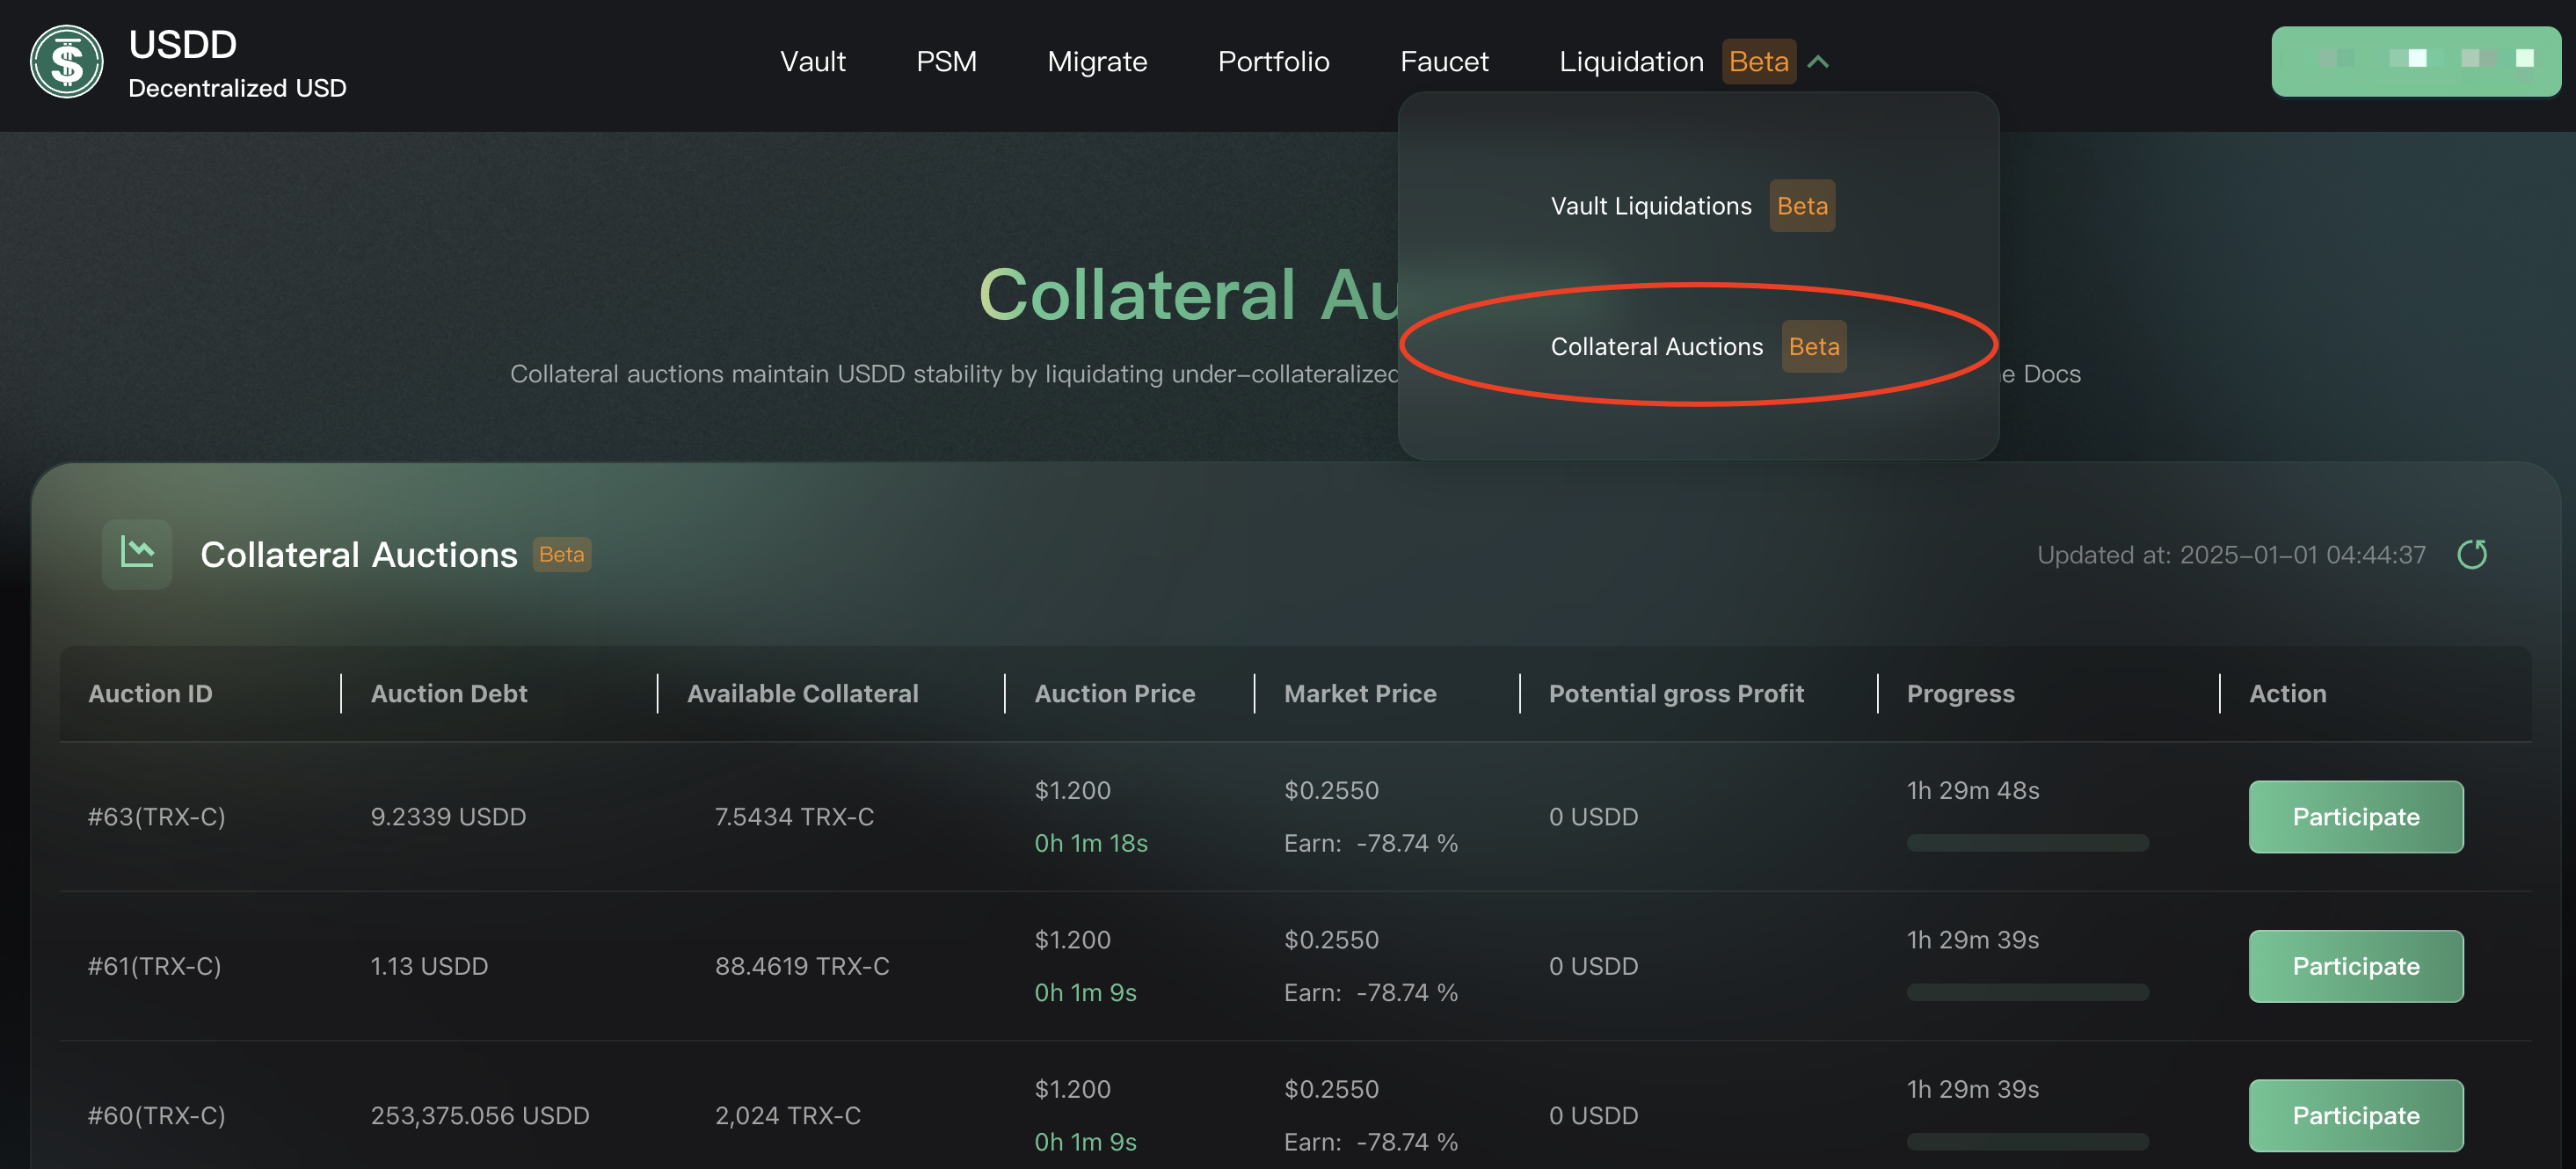 USDD
Decentralized USD
Vault PSM Migrate Portfolio Faucet Liquidation Beta
Vault Liquidations Beta
Collateral Auctions Beta
Collateral Au
Collateral auctions maintain USDD stability by liquidating under-collateralized
e Docs
Collateral Auctions Beta
Updated at: 2025-01-01 04:44:37
Auction ID Auction Debt Available Collateral Auction Price Market Price Potential gross Profit Progress Action
#63(TRX-C) 9.2339 USDD 7.5434 TRX-C $1.200 $0.2550 0 USDD 1h 29m 48s Participate
0h 1m 18s Earn: -78.74 %
#61(TRX-C) 1.13 USDD 88.4619 TRX-C $1.200 $0.2550 0 USDD 1h 29m 39s Participate
0h 1m 9s Earn: -78.74 %
#60(TRX-C) 253,375.056 USDD 2,024 TRX-C $1.200 $0.2550 0 USDD 1h 29m 39s Participate
0h 1m 9s Earn: -78.74 %